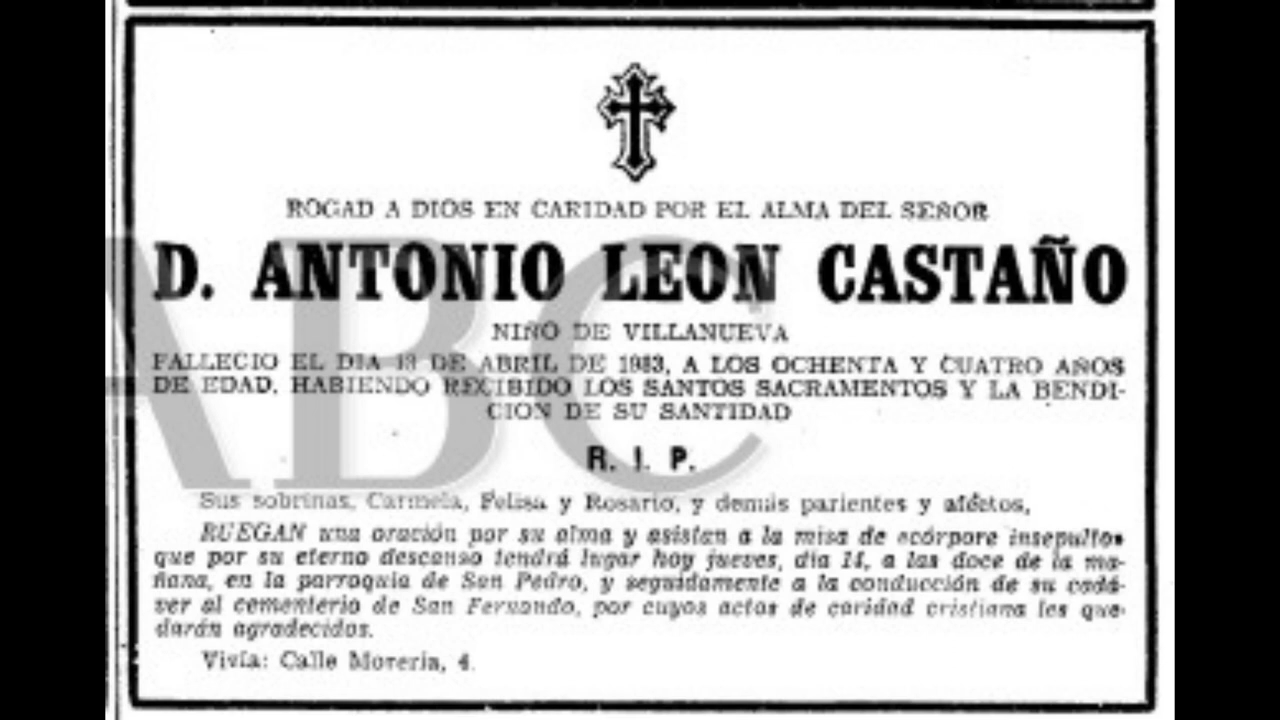 ROGAD A DIOS EN CARIDAD POR EL ALMA DEL SEÑOR
D. ANTONIO LEON CASTAÑO
NIÑO DE VILLANUEVA
FALLECIO EL DIA 13 DE ABRIL DE 1983, A LOS OCHENTA Y CUATRO AÑOS
DE EDAD, HABIENDO RECIBIDO LOS SANTOS SACRAMENTOS Y LA BENDI-
CION DE SU SANTIDAD
R. I. P.
Sus sobrinas, Carmela, Felisa y Rosario, y demás parientes y afectos,
RUEGAN una oración por su alma y asistan a la misa de «córpore insepulto»
que por su eterno descanso tendrá lugar hoy jueves, día 14, a las doce de la ma-
ñana, en la parroquia de San Pedro, y seguidamente a la conducción de su cadá-
ver al cementerio de San Fernando, por cuyos actos de caridad cristiana les que-
darán agradecidos.
Vivía: Calle Morería, 4.
ABC